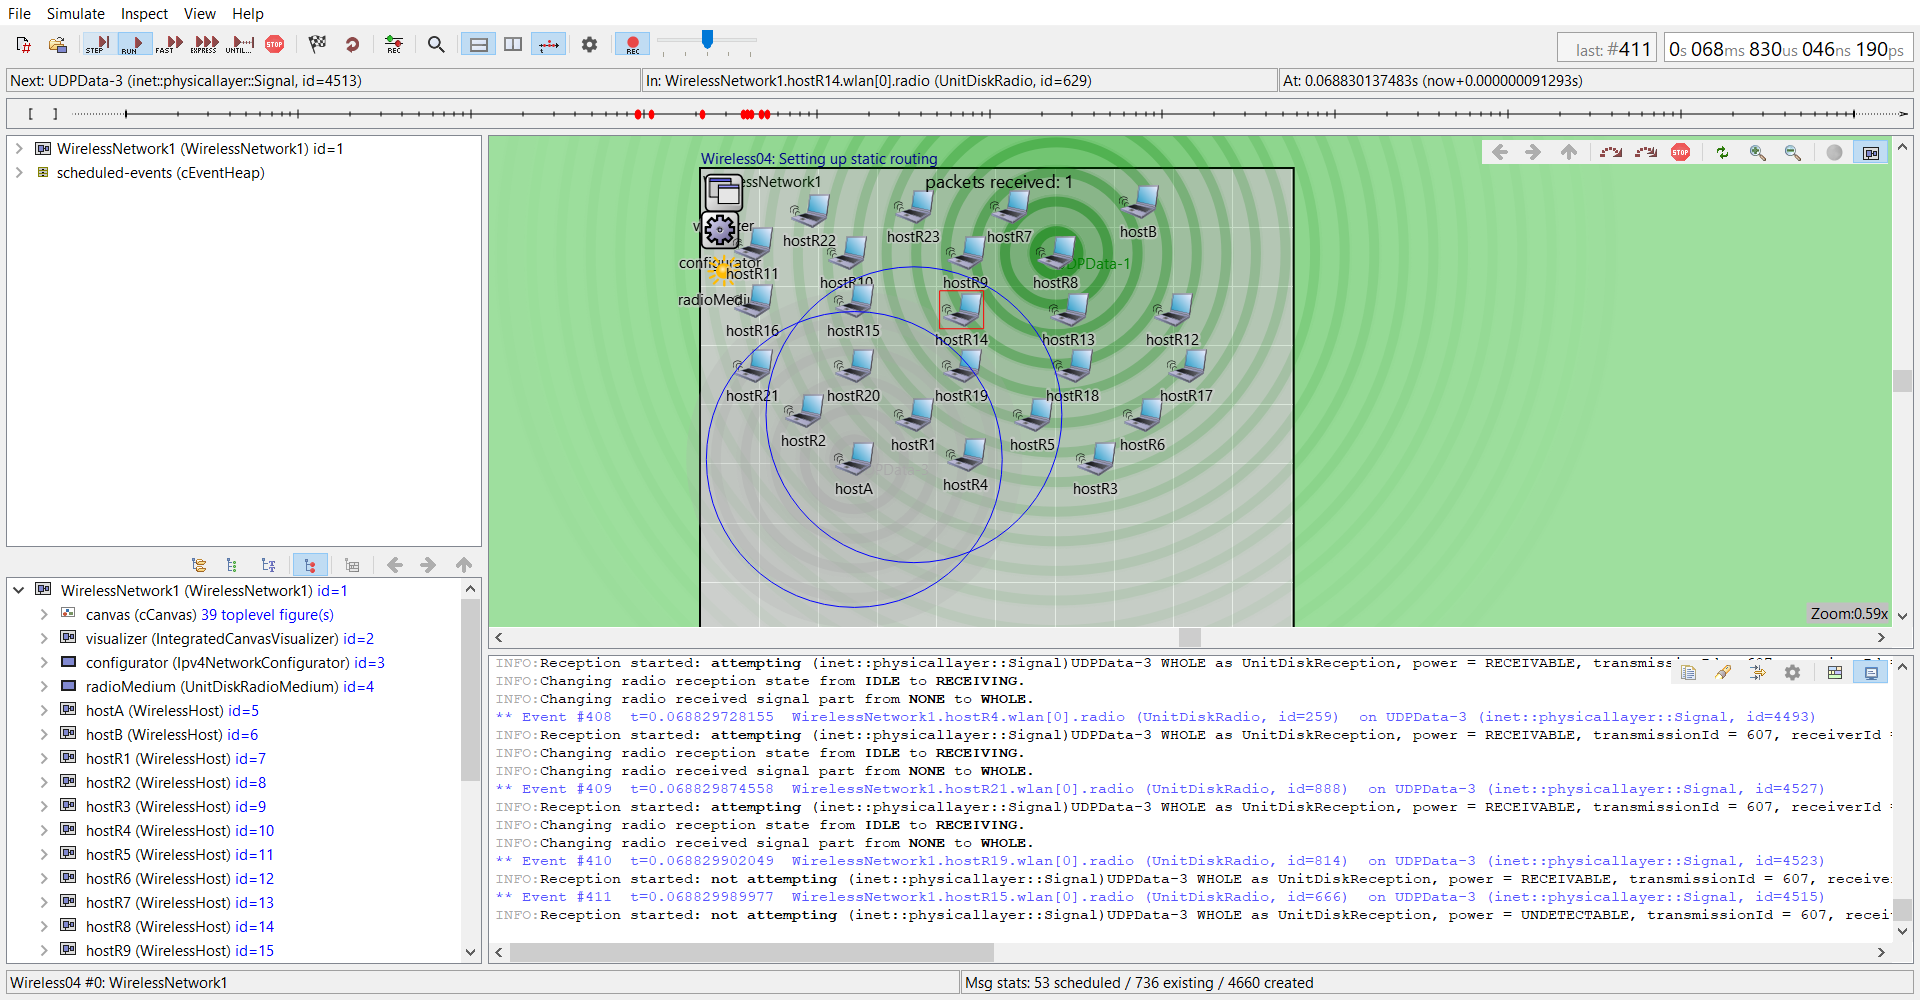 File Simulate Inspect View Help
STEP RUN FAST EXPRESS UNTIL... STOP REC REC
last: #411 0s 068ms 830us 046ns 190ps
Next: UDPData-3 (inet::physicallayer::Signal, id=4513) In: WirelessNetwork1.hostR14.wlan[0].radio (UnitDiskRadio, id=629) At: 0.068830137483s (now+0.000000091293s)
[ ]
WirelessNetwork1 (WirelessNetwork1) id=1
scheduled-events (cEventHeap)
WirelessNetwork1 (WirelessNetwork1) id=1
canvas (cCanvas) 39 toplevel figure(s)
visualizer (IntegratedCanvasVisualizer) id=2
configurator (Ipv4NetworkConfigurator) id=3
radioMedium (UnitDiskRadioMedium) id=4
hostA (WirelessHost) id=5
hostB (WirelessHost) id=6
hostR1 (WirelessHost) id=7
hostR2 (WirelessHost) id=8
hostR3 (WirelessHost) id=9
hostR4 (WirelessHost) id=10
hostR5 (WirelessHost) id=11
hostR6 (WirelessHost) id=12
hostR7 (WirelessHost) id=13
hostR8 (WirelessHost) id=14
hostR9 (WirelessHost) id=15
Wireless04: Setting up static routing
STOP
packets received: 1
hostR22 hostR23 hostR7 hostB
configurator hostR11 hostR10 hostR9 hostR8 UDPData-1
hostR16 hostR15 hostR14 hostR13 hostR12
hostR21 hostR20 hostR19 hostR18 hostR17
hostR2 hostR1 hostR5 hostR6
hostA hostR4 hostR3
Zoom:0.59x
INFO:Reception started: attempting (inet::physicallayer::Signal)UDPData-3 WHOLE as UnitDiskReception, power = RECEIVABLE,
INFO:Changing radio reception state from IDLE to RECEIVING.
INFO:Changing radio received signal part from NONE to WHOLE.
** Event #408 t=0.068829728155 WirelessNetwork1.hostR4.wlan[0].radio (UnitDiskRadio, id=259) on UDPData-3 (inet::physicallayer::Signal, id=4493)
INFO:Reception started: attempting (inet::physicallayer::Signal)UDPData-3 WHOLE as UnitDiskReception, power = RECEIVABLE, transmissionId = 607, receiverId =
INFO:Changing radio reception state from IDLE to RECEIVING.
INFO:Changing radio received signal part from NONE to WHOLE.
** Event #409 t=0.068829874558 WirelessNetwork1.hostR21.wlan[0].radio (UnitDiskRadio, id=888) on UDPData-3 (inet::physicallayer::Signal, id=4527)
INFO:Reception started: attempting (inet::physicallayer::Signal)UDPData-3 WHOLE as UnitDiskReception, power = RECEIVABLE, transmissionId = 607, receiverId =
INFO:Changing radio reception state from IDLE to RECEIVING.
INFO:Changing radio received signal part from NONE to WHOLE.
** Event #410 t=0.068829902049 WirelessNetwork1.hostR19.wlan[0].radio (UnitDiskRadio, id=814) on UDPData-3 (inet::physicallayer::Signal, id=4523)
INFO:Reception started: not attempting (inet::physicallayer::Signal)UDPData-3 WHOLE as UnitDiskReception, power = RECEIVABLE, transmissionId = 607, receive
** Event #411 t=0.068829989977 WirelessNetwork1.hostR15.wlan[0].radio (UnitDiskRadio, id=666) on UDPData-3 (inet::physicallayer::Signal, id=4515)
INFO:Reception started: not attempting (inet::physicallayer::Signal)UDPData-3 WHOLE as UnitDiskReception, power = UNDETECTABLE, transmissionId = 607, recei
Wireless04 #0: WirelessNetwork1 Msg stats: 53 scheduled / 736 existing / 4660 created